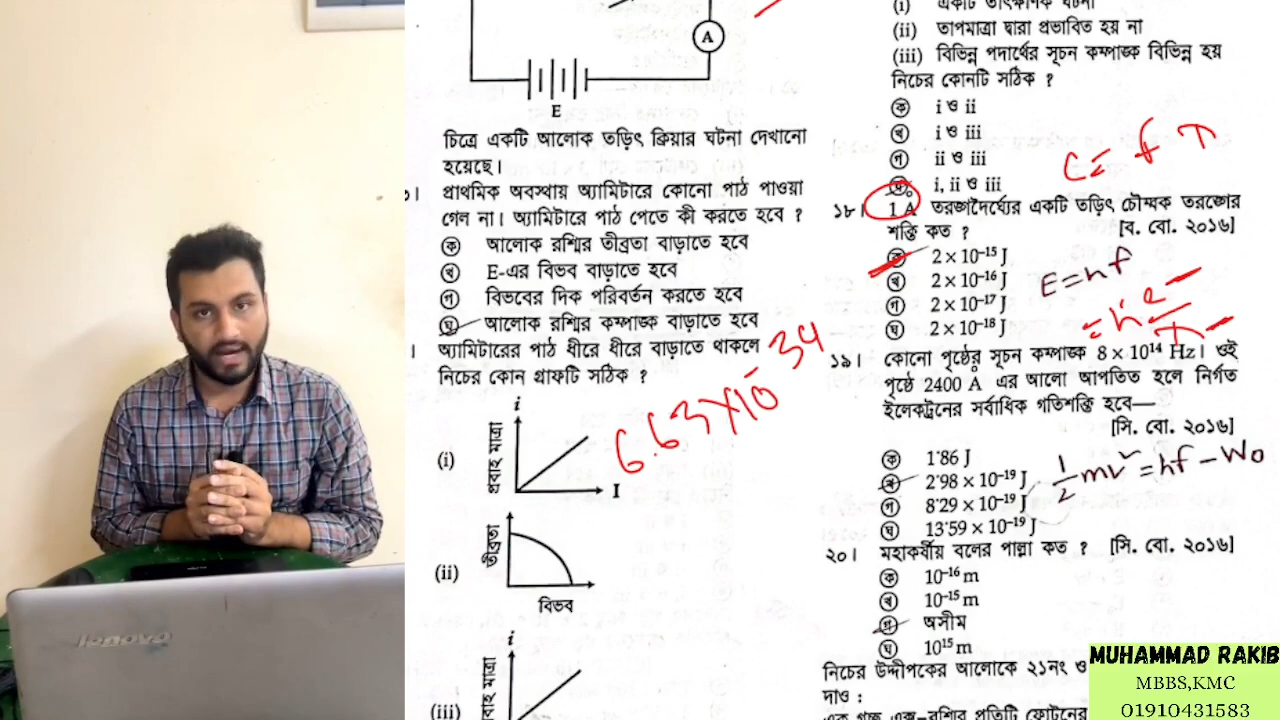 lenovo
A
E
চিত্রে একটি আলোক তড়িৎ ক্রিয়ার ঘটনা দেখানো
হয়েছে।
। প্রাথমিক অবস্থায় অ্যামিটারে কোনো পাঠ পাওয়া
গেল না। অ্যামিটারে পাঠ পেতে কী করতে হবে ?
ক আলোক রশ্মির তীব্রতা বাড়াতে হবে
খ E-এর বিভব বাড়াতে হবে
গ বিভবের দিক পরিবর্তন করতে হবে
ঘ আলোক রশ্মির কম্পাঙ্ক বাড়াতে হবে
। অ্যামিটারের পাঠ ধীরে ধীরে বাড়াতে থাকলে
নিচের কোন গ্রাফটি সঠিক ?
6.63×10⁻³⁴
(i) প্রবাহ মাত্রা i I
(ii) তীব্রতা বিভব
(iii) i
(i) একটি তাৎক্ষণিক ঘটনা
(ii) তাপমাত্রা দ্বারা প্রভাবিত হয় না
(iii) বিভিন্ন পদার্থের সূচন কম্পাঙ্ক বিভিন্ন হয়
নিচের কোনটি সঠিক ?
ক i ও ii
খ i ও iii
গ ii ও iii
ঘ i, ii ও iii
C = f λ
১৮। 1 Å তরঙ্গদৈর্ঘ্যের একটি তড়িৎ চৌম্বক তরঙ্গের
শক্তি কত ? [ব. বো. ২০১৬]
ক 2 × 10⁻¹⁵ J
খ 2 × 10⁻¹⁶ J
গ 2 × 10⁻¹⁷ J
ঘ 2 × 10⁻¹⁸ J
E = hf
১৯। কোনো পৃষ্ঠের সূচন কম্পাঙ্ক 8 × 10¹⁴ Hz। ওই
পৃষ্ঠে 2400 Å এর আলো আপতিত হলে নির্গত
ইলেকট্রনের সর্বাধিক গতিশক্তি হবে—
[সি. বো. ২০১৬]
ক 1·86 J
খ 2·98 × 10⁻¹⁹ J
গ 8·29 × 10⁻¹⁹ J
ঘ 13·59 × 10⁻¹⁹ J
½ mv² = hf – W₀
২০। মহাকর্ষীয় বলের পাল্লা কত ? [সি. বো. ২০১৬]
ক 10⁻¹⁶ m
খ 10⁻¹⁵ m
গ অসীম
ঘ 10¹⁵ m
নিচের উদ্দীপকের আলোকে ২১নং ও
দাও :
MUHAMMAD RAKIB
MBBS,KMC
01910431583